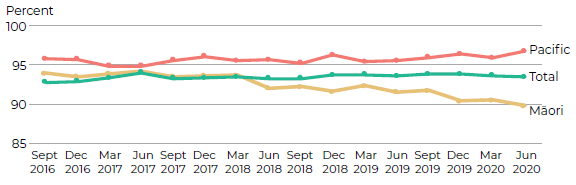 Percent
100
95
90
85
Pacific
Total
Māori
Sept Dec Mar Jun Sept Dec Mar Jun Sept Dec Mar Jun Sept Dec Mar Jun
2016 2016 2017 2017 2017 2017 2018 2018 2018 2018 2019 2019 2019 2019 2020 2020